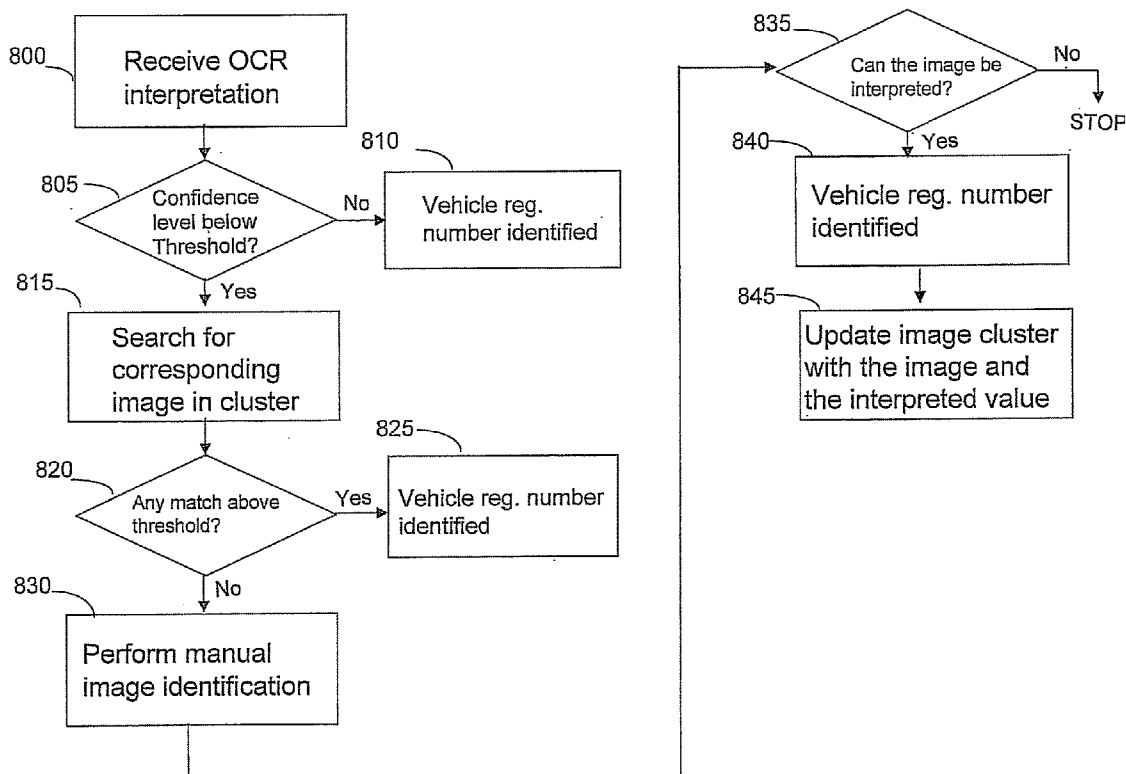 800
Receive OCR
interpretation
805
Confidence
level below
Threshold?
No
810
Vehicle reg.
number identified
Yes
815
Search for
corresponding
image in cluster
820
Any match above
threshold?
Yes
825
Vehicle reg. number
identified
No
830
Perform manual
image identification
835
Can the image be
interpreted?
No
STOP
Yes
840
Vehicle reg. number
identified
845
Update image cluster
with the image and
the interpreted value